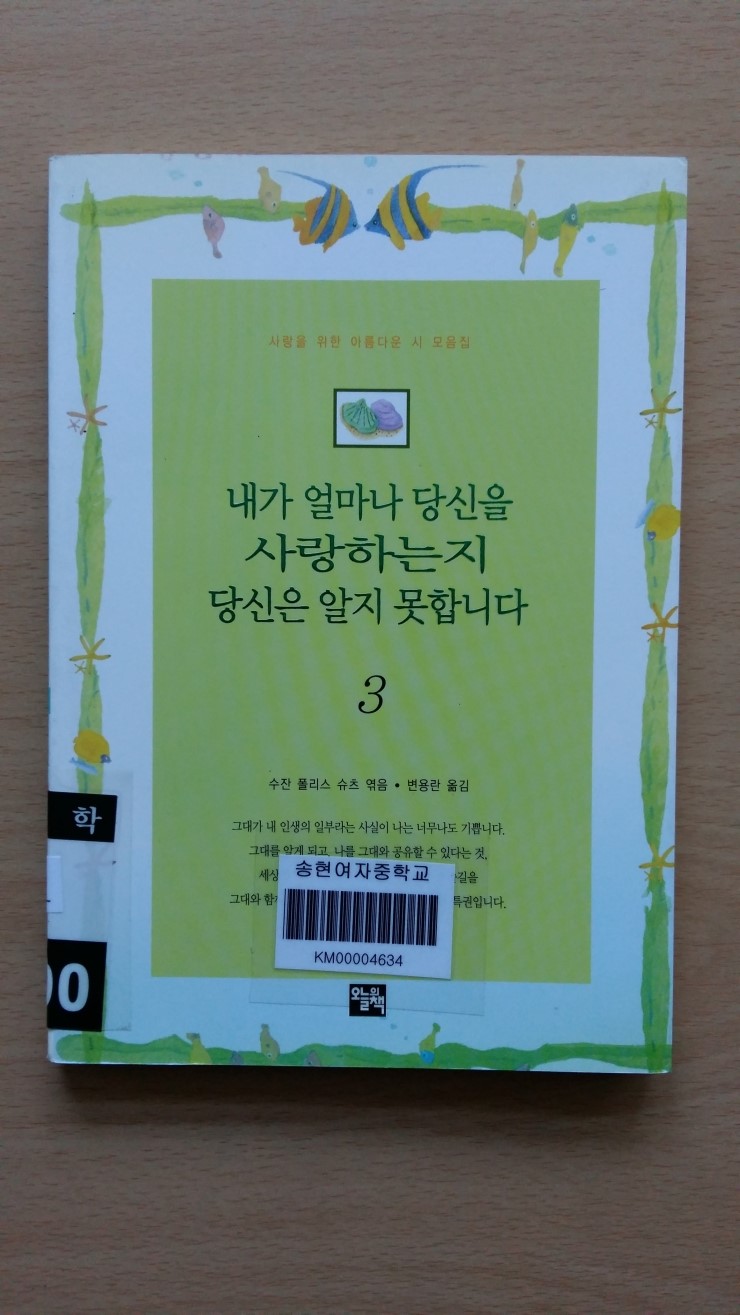 사랑을 위한 아름다운 시 모음집
내가 얼마나 당신을
사랑하는지
당신은 알지 못합니다
3
수잔 폴리스 슈츠 엮음 • 변용란 옮김
그대가 내 인생의 일부라는 사실이 나는 너무나도 기쁩니다.
그대를 알게 되고, 나를 그대와 공유할 수 있다는 것,
길을
그대와 특권입니다.
학
송현여자중학교
KM00004634
00
오늘의책